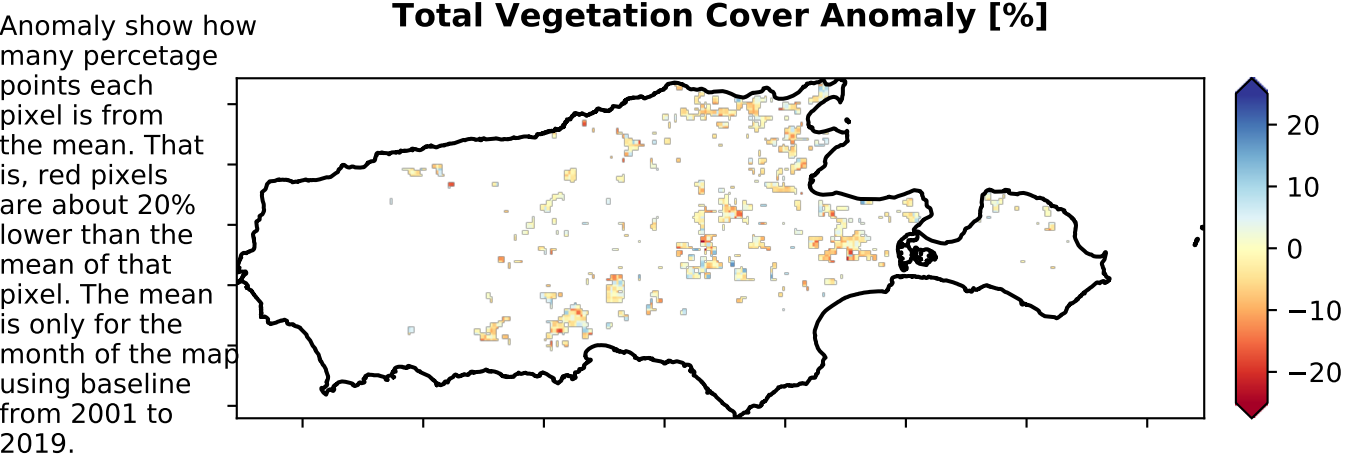 Total Vegetation Cover Anomaly [%]
Anomaly show how
many percetage
points each
pixel is from
the mean. That
is, red pixels
are about 20%
lower than the
mean of that
pixel. The mean
is only for the
month of the map
using baseline
from 2001 to
2019.
20
10
0
−10
−20